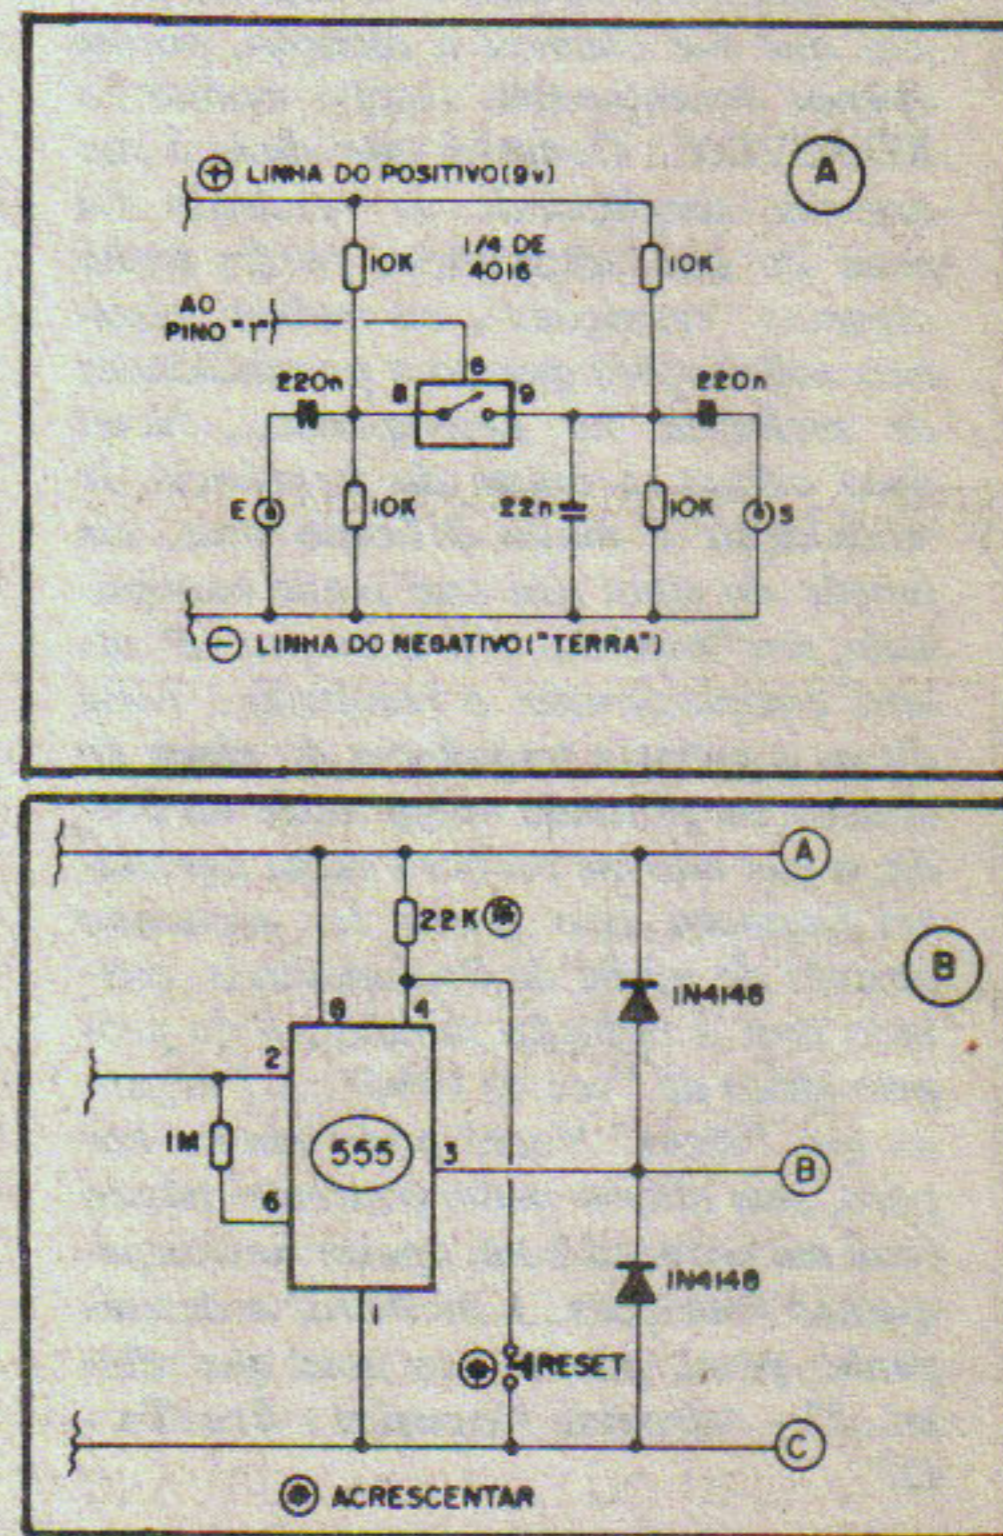 A
⊕ LINHA DO POSITIVO(9v)
10K
1/4 DE
4016
10K
AO
PINO "1"
220n
8
6
9
220n
E
10K
22n
10K
S
⊖ LINHA DO NEGATIVO("TERRA")
A
22K ⊛
B
1N4148
8
4
2
1M
555
3
B
6
1N4148
1
⊛ RESET
C
⊛ ACRESCENTAR